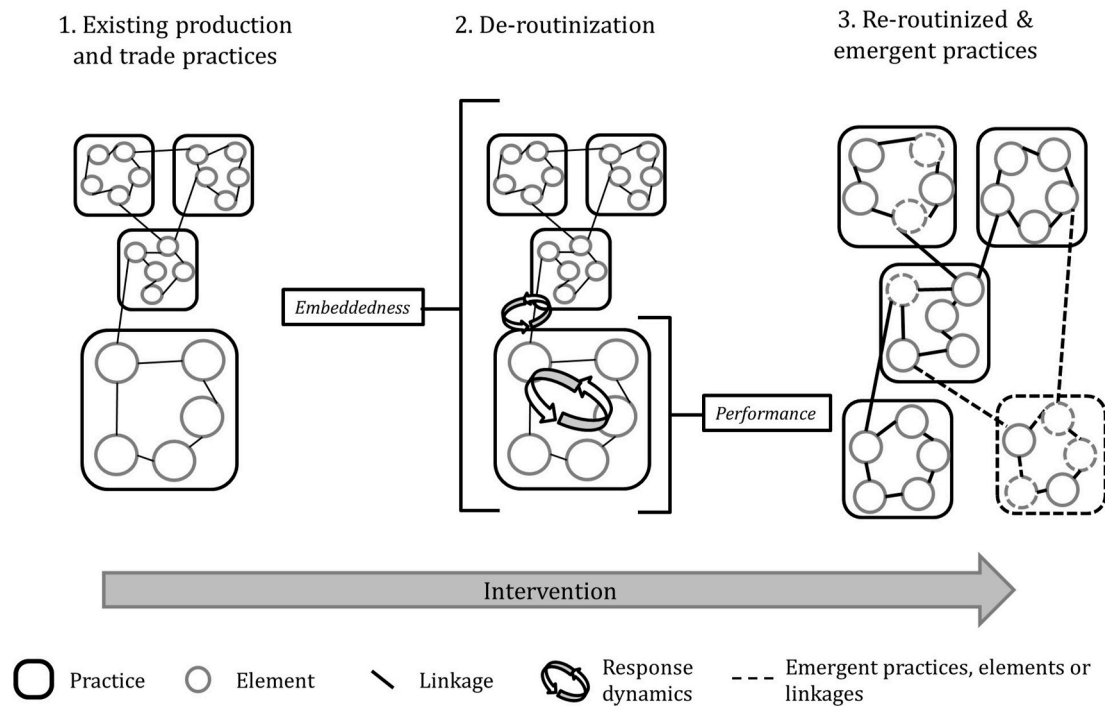 1. Existing production
and trade practices
2. De-routinization
3. Re-routinized &
emergent practices
Embeddedness
Performance
Intervention
Practice
Element
Linkage
Response
dynamics
Emergent practices, elements or
linkages